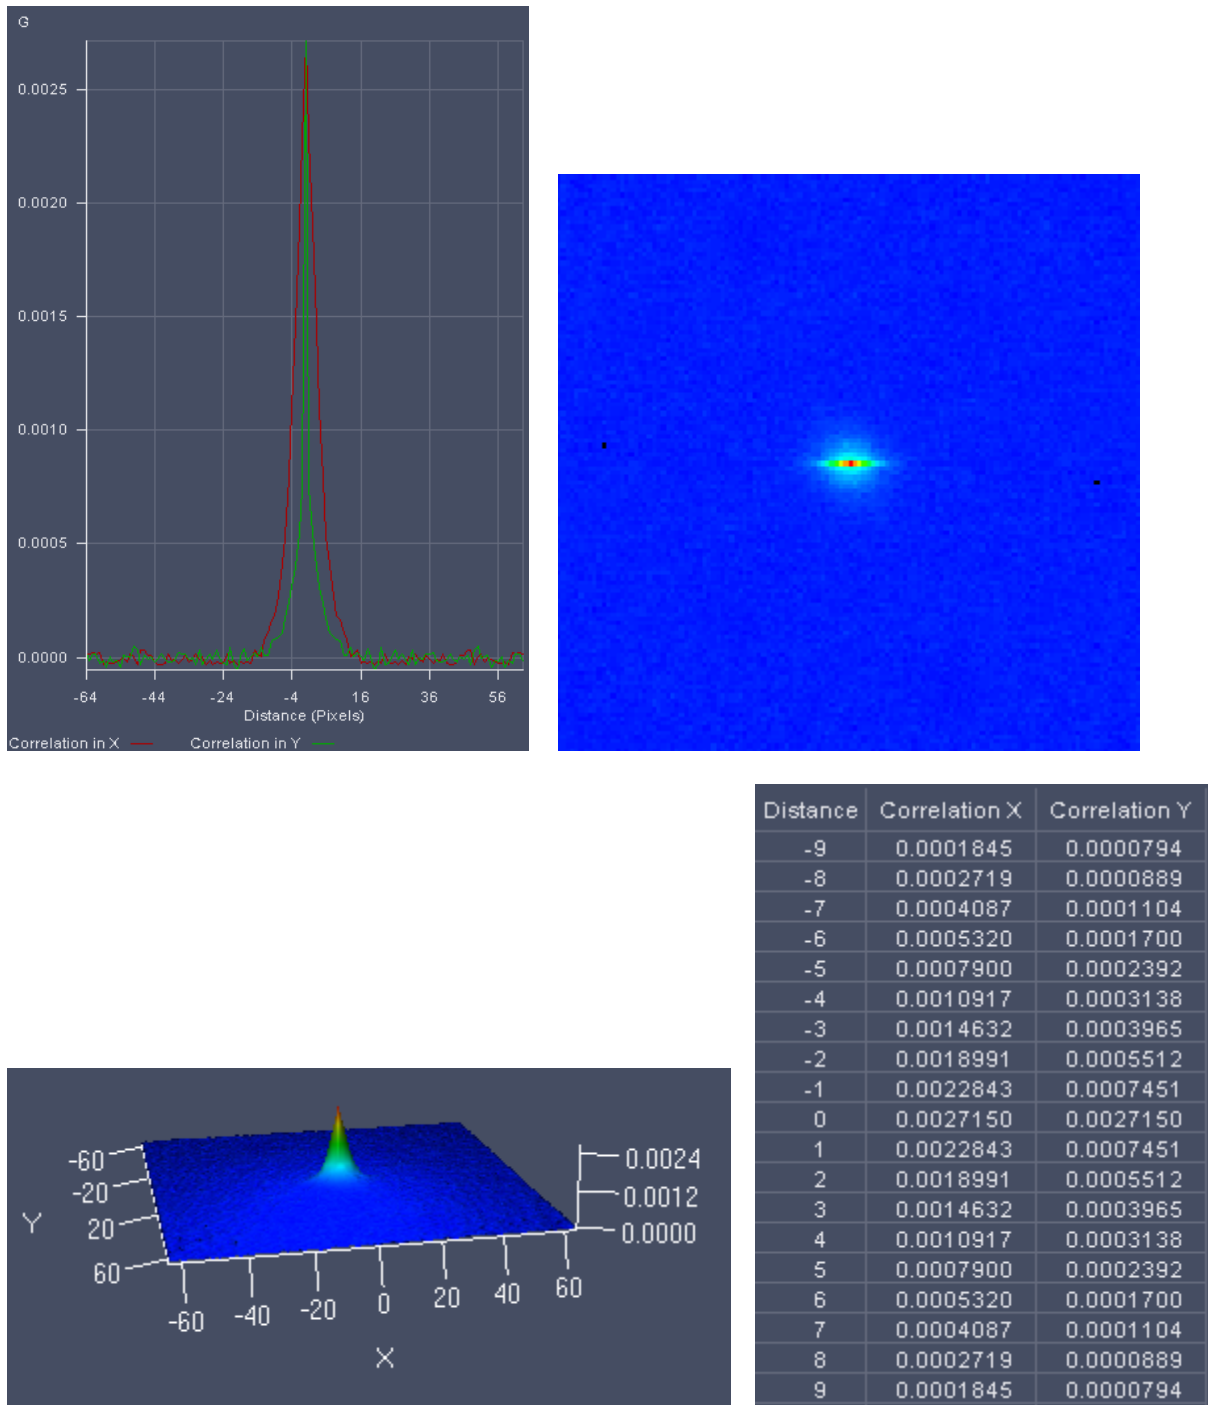 G
0.0025
0.0020
0.0015
0.0010
0.0005
0.0000
-64 -44 -24 -4 16 36 56
Distance (Pixels)
Correlation in X Correlation in Y
-60
-20
20
60
Y
-60 -40 -20 0 20 40 60
X
0.0024
0.0012
0.0000
Distance Correlation X Correlation Y
-9 0.0001845 0.0000794
-8 0.0002719 0.0000889
-7 0.0004087 0.0001104
-6 0.0005320 0.0001700
-5 0.0007900 0.0002392
-4 0.0010917 0.0003138
-3 0.0014632 0.0003965
-2 0.0018991 0.0005512
-1 0.0022843 0.0007451
0 0.0027150 0.0027150
1 0.0022843 0.0007451
2 0.0018991 0.0005512
3 0.0014632 0.0003965
4 0.0010917 0.0003138
5 0.0007900 0.0002392
6 0.0005320 0.0001700
7 0.0004087 0.0001104
8 0.0002719 0.0000889
9 0.0001845 0.0000794